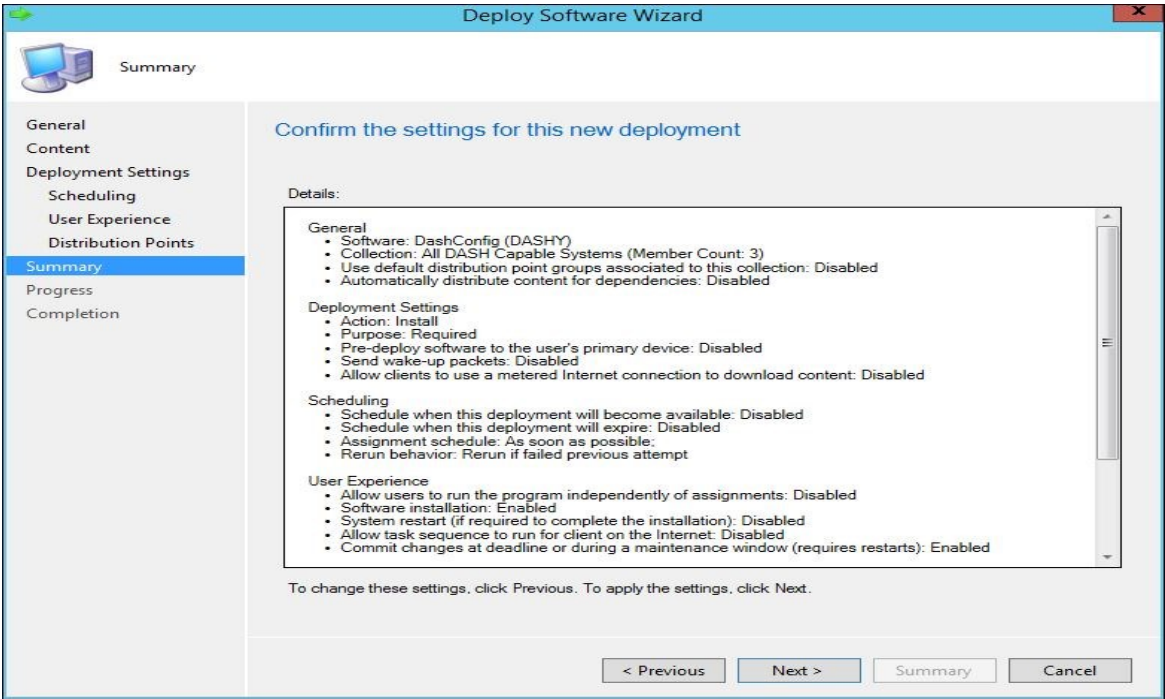 Deploy Software Wizard
x
Summary
General
Content
Deployment Settings
Scheduling
User Experience
Distribution Points
Summary
Progress
Completion
Confirm the settings for this new deployment
Details:
General
• Software: DashConfig (DASHY)
• Collection: All DASH Capable Systems (Member Count: 3)
• Use default distribution point groups associated to this collection: Disabled
• Automatically distribute content for dependencies: Disabled
Deployment Settings
• Action: Install
• Purpose: Required
• Pre-deploy software to the user's primary device: Disabled
• Send wake-up packets: Disabled
• Allow clients to use a metered Internet connection to download content: Disabled
Scheduling
• Schedule when this deployment will become available: Disabled
• Schedule when this deployment will expire: Disabled
• Assignment schedule: As soon as possible;
• Rerun behavior: Rerun if failed previous attempt
User Experience
• Allow users to run the program independently of assignments: Disabled
• Software installation: Enabled
• System restart (if required to complete the installation): Disabled
• Allow task sequence to run for client on the Internet: Disabled
• Commit changes at deadline or during a maintenance window (requires restarts): Enabled
To change these settings, click Previous. To apply the settings, click Next.
< Previous
Next >
Summary
Cancel